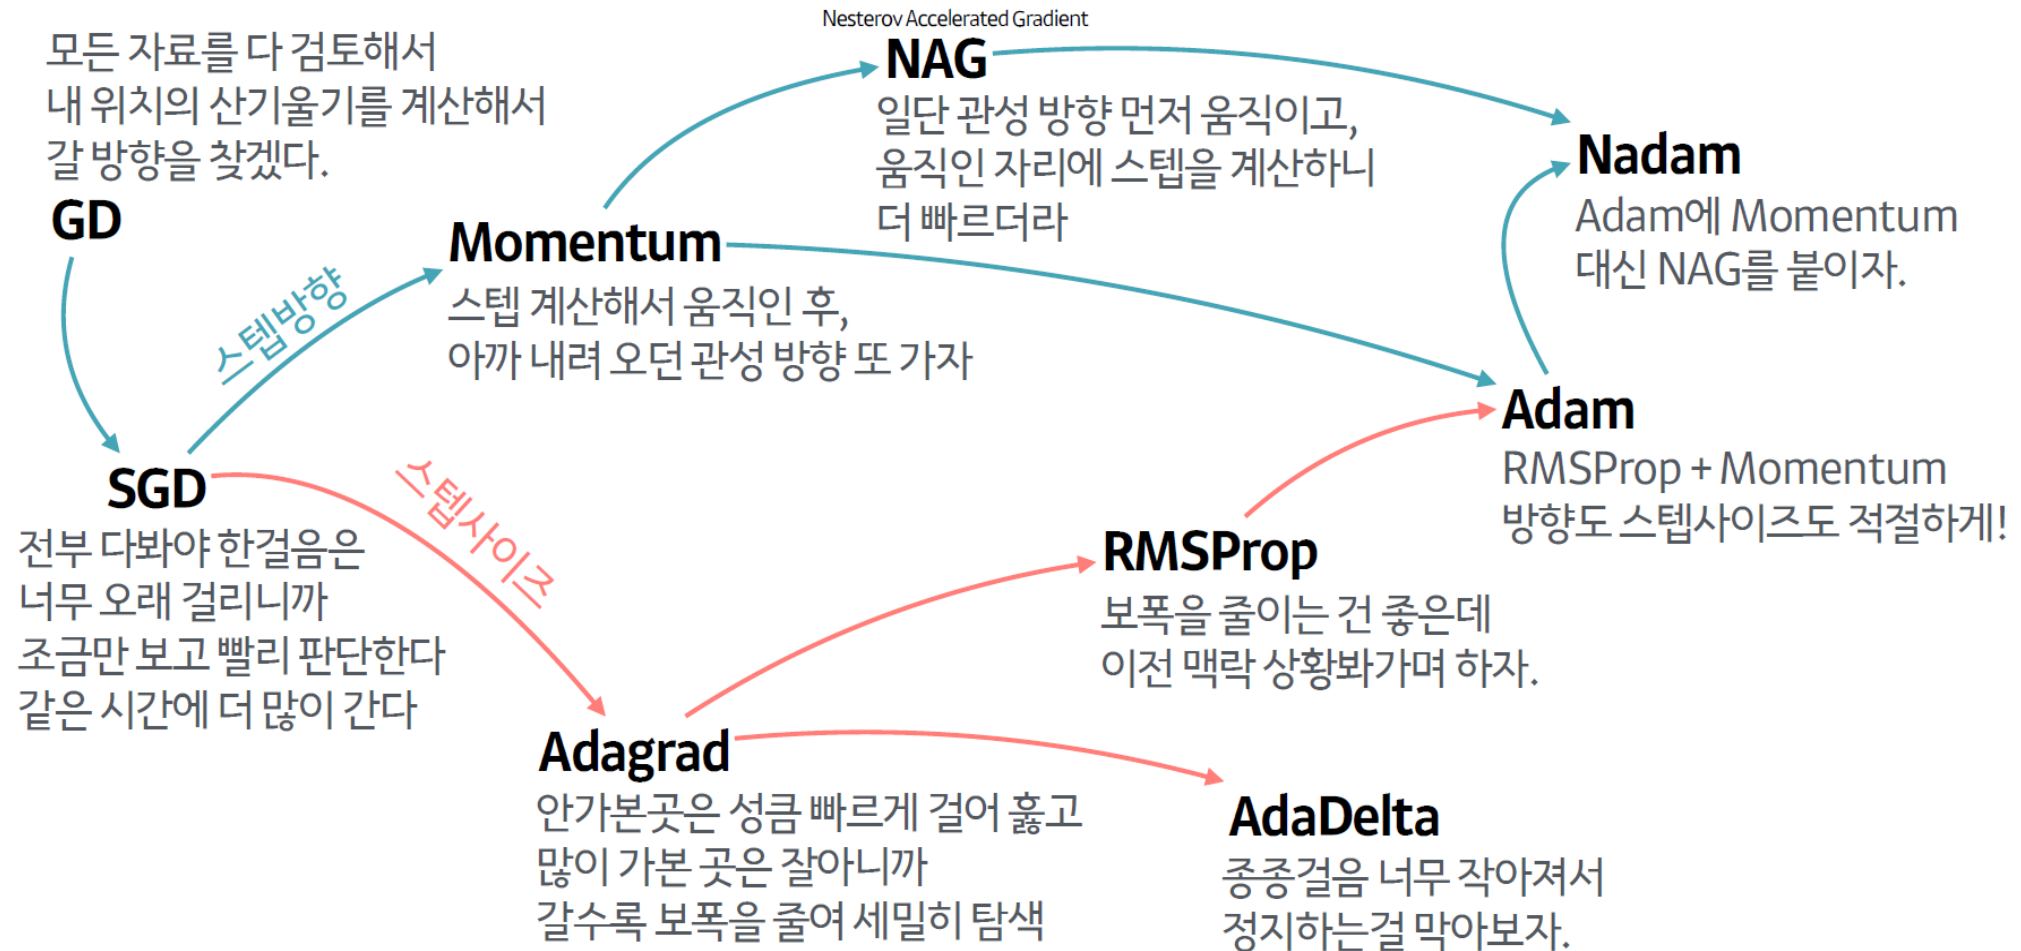 모든 자료를 다 검토해서
내 위치의 산기울기를 계산해서
갈 방향을 찾겠다.
GD
스텝방향
SGD
전부 다봐야 한걸음은
너무 오래 걸리니까
조금만 보고 빨리 판단한다
같은 시간에 더 많이 간다
Momentum
스텝 계산해서 움직인 후,
아까 내려 오던 관성 방향 또 가자
Nesterov Accelerated Gradient
NAG
일단 관성 방향 먼저 움직이고,
움직인 자리에 스텝을 계산하니
더 빠르더라
Nadam
Adam에 Momentum
대신 NAG를 붙이자.
Adam
RMSProp + Momentum
방향도 스텝사이즈도 적절하게!
스텝사이즈
RMSProp
보폭을 줄이는 건 좋은데
이전 맥락 상황봐가며 하자.
Adagrad
안가본곳은 성큼 빠르게 걸어 훓고
많이 가본 곳은 잘아니까
갈수록 보폭을 줄여 세밀히 탐색
AdaDelta
종종걸음 너무 작아져서
정지하는걸 막아보자.